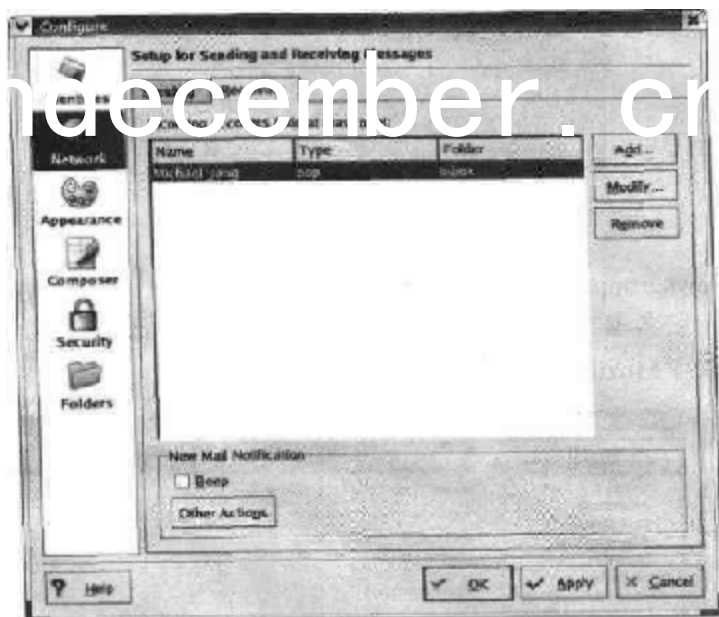 Configure
Setup for Sending and Receiving Messages
Identities
ndecember.cn
Network
Name Type Folder
Michael Jang pop inbox
Add...
Modify...
Remove
Appearance
Composer
Security
Folders
New Mail Notification
Beep
Other Actions
Help
OK
Apply
Cancel